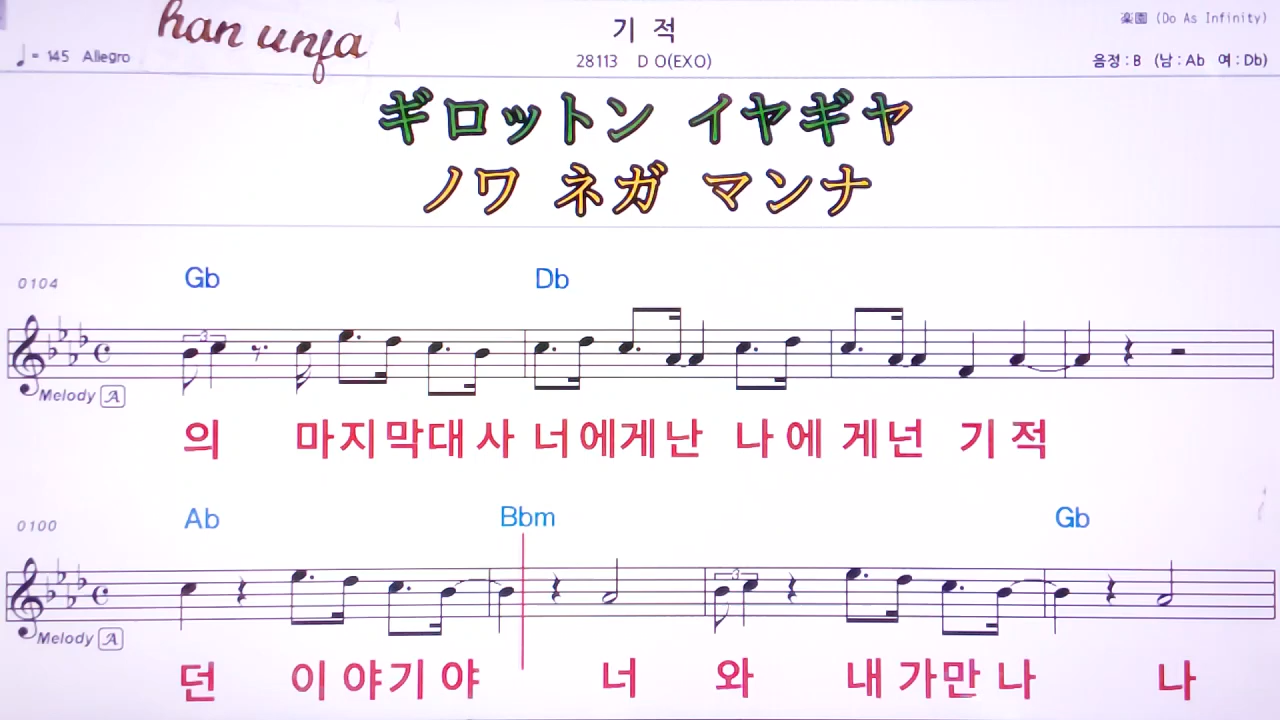 han unfa
기 적
楽園 (Do As Infinity)
♩= 145 Allegro
28113 D O(EXO)
음정 : B (남 : Ab 여 : Db)
ギロットン イヤギヤ
ノワ ネガ マンナ
0104
Gb Db
3
Melody A
의 마지막대사 너에게난 나에게넌 기적
0100
Ab Bbm Gb
3
Melody A
던 이야기야 너 와 내가만나 나